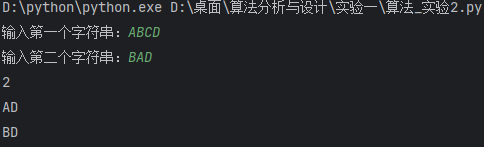 D:\python\python.exe D:\桌面\算法分析与设计\实验一\算法_实验2.py
输入第一个字符串：ABCD
输入第二个字符串：BAD
2
AD
BD